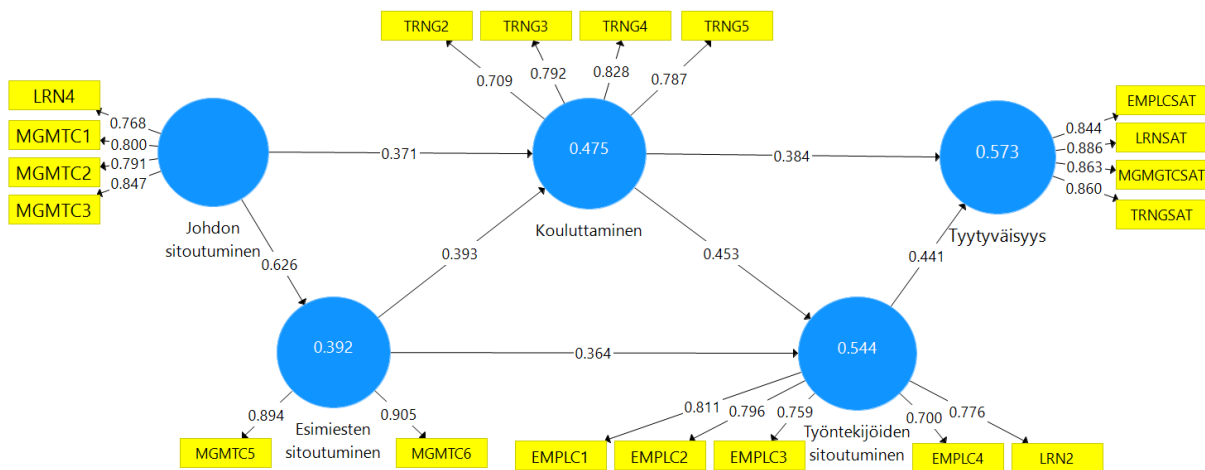 TRNG2
TRNG3
TRNG4
TRNG5
0.709
0.792
0.828
0.787
LRN4
MGMTC1
MGMTC2
MGMTC3
0.768
0.800
0.791
0.847
Johdon
sitoutuminen
0.371
0.475
Kouluttaminen
0.384
0.573
Tyytyväisyys
0.844
0.886
0.863
0.860
EMPLCSAT
LRNSAT
MGMGTCSAT
TRNGSAT
0.626
0.393
0.453
0.441
0.392
Esimiesten
sitoutuminen
0.364
0.544
Työntekijöiden
sitoutuminen
0.894
0.905
MGMTC5
MGMTC6
0.811
0.796
0.759
0.700
0.776
EMPLC1
EMPLC2
EMPLC3
EMPLC4
LRN2